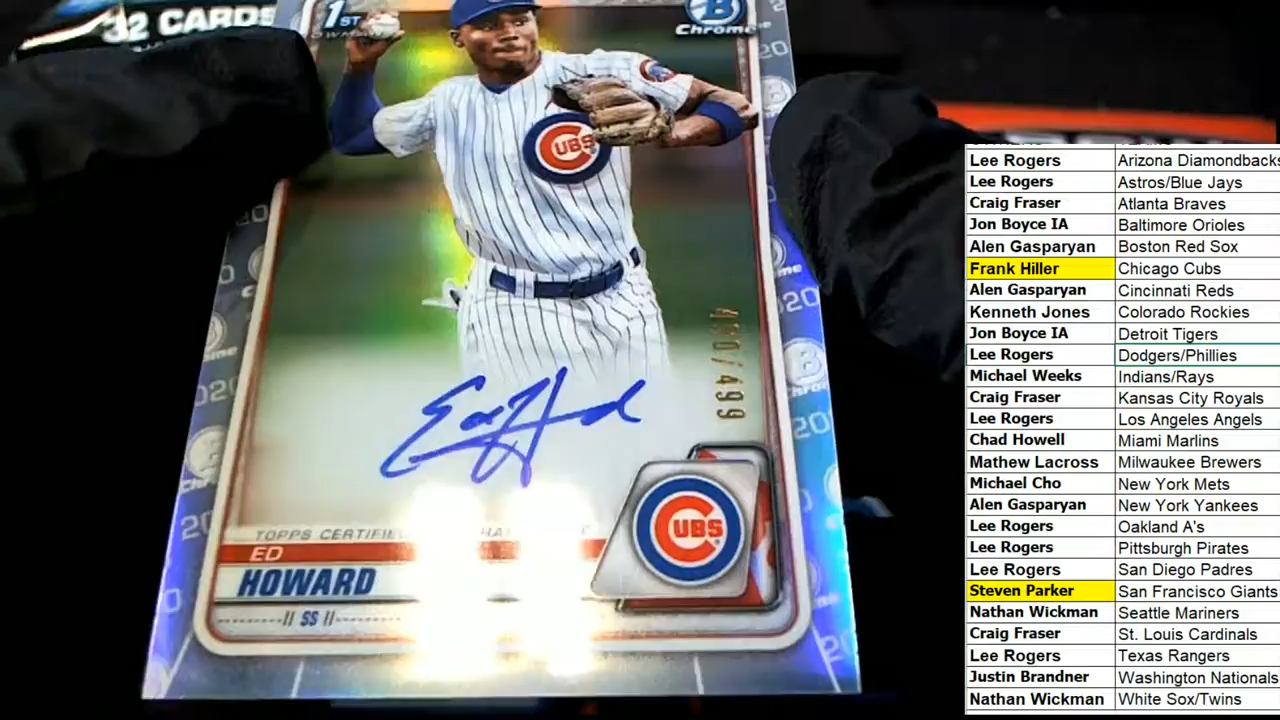 32 CARDS
1ST
BOWMAN
B
Chrome
CUBS
490/499
Ed Howard
TOPPS CERTIFIED
ED
HOWARD
// SS //
CUBS
Lee Rogers Arizona Diamondbacks
Lee Rogers Astros/Blue Jays
Craig Fraser Atlanta Braves
Jon Boyce IA Baltimore Orioles
Alen Gasparyan Boston Red Sox
Frank Hiller Chicago Cubs
Alen Gasparyan Cincinnati Reds
Kenneth Jones Colorado Rockies
Jon Boyce IA Detroit Tigers
Lee Rogers Dodgers/Phillies
Michael Weeks Indians/Rays
Craig Fraser Kansas City Royals
Lee Rogers Los Angeles Angels
Chad Howell Miami Marlins
Mathew Lacross Milwaukee Brewers
Michael Cho New York Mets
Alen Gasparyan New York Yankees
Lee Rogers Oakland A's
Lee Rogers Pittsburgh Pirates
Lee Rogers San Diego Padres
Steven Parker San Francisco Giants
Nathan Wickman Seattle Mariners
Craig Fraser St. Louis Cardinals
Lee Rogers Texas Rangers
Justin Brandner Washington Nationals
Nathan Wickman White Sox/Twins